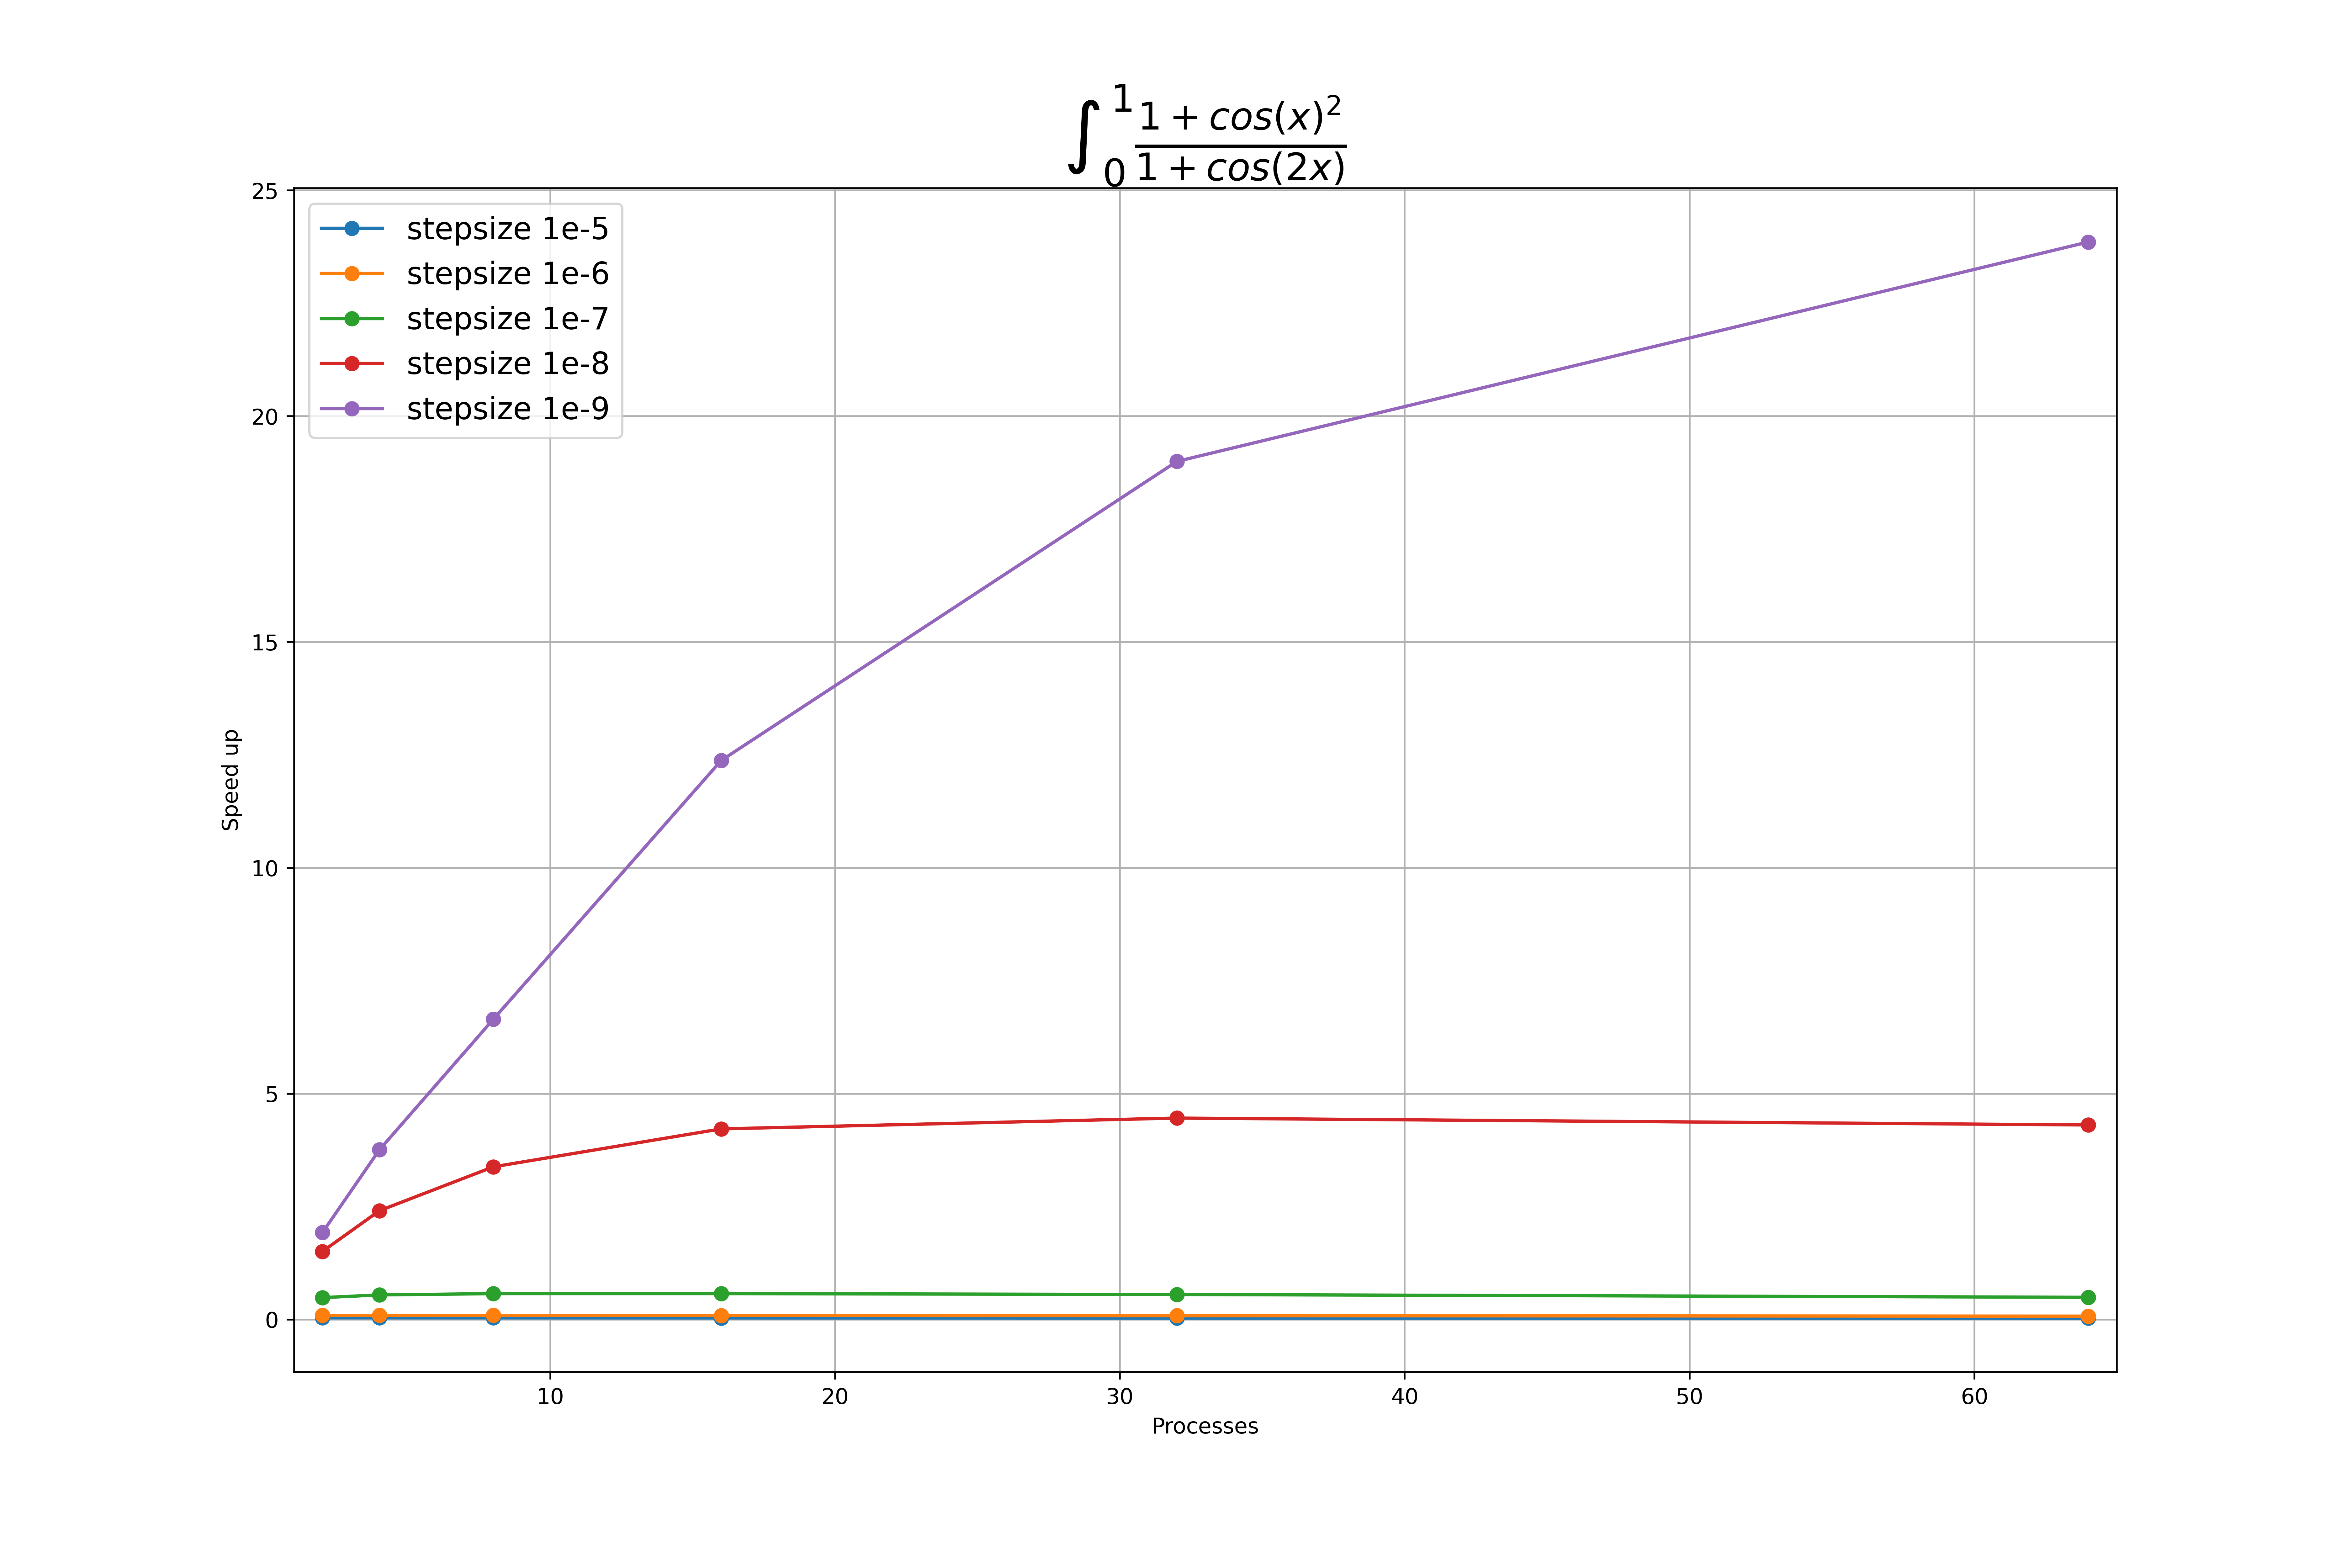 ∫₀¹ (1 + cos(x)²)/(1 + cos(2x))
25
20
15
10
5
0
stepsize 1e-5
stepsize 1e-6
stepsize 1e-7
stepsize 1e-8
stepsize 1e-9
Speed up
10 20 30 40 50 60
Processes